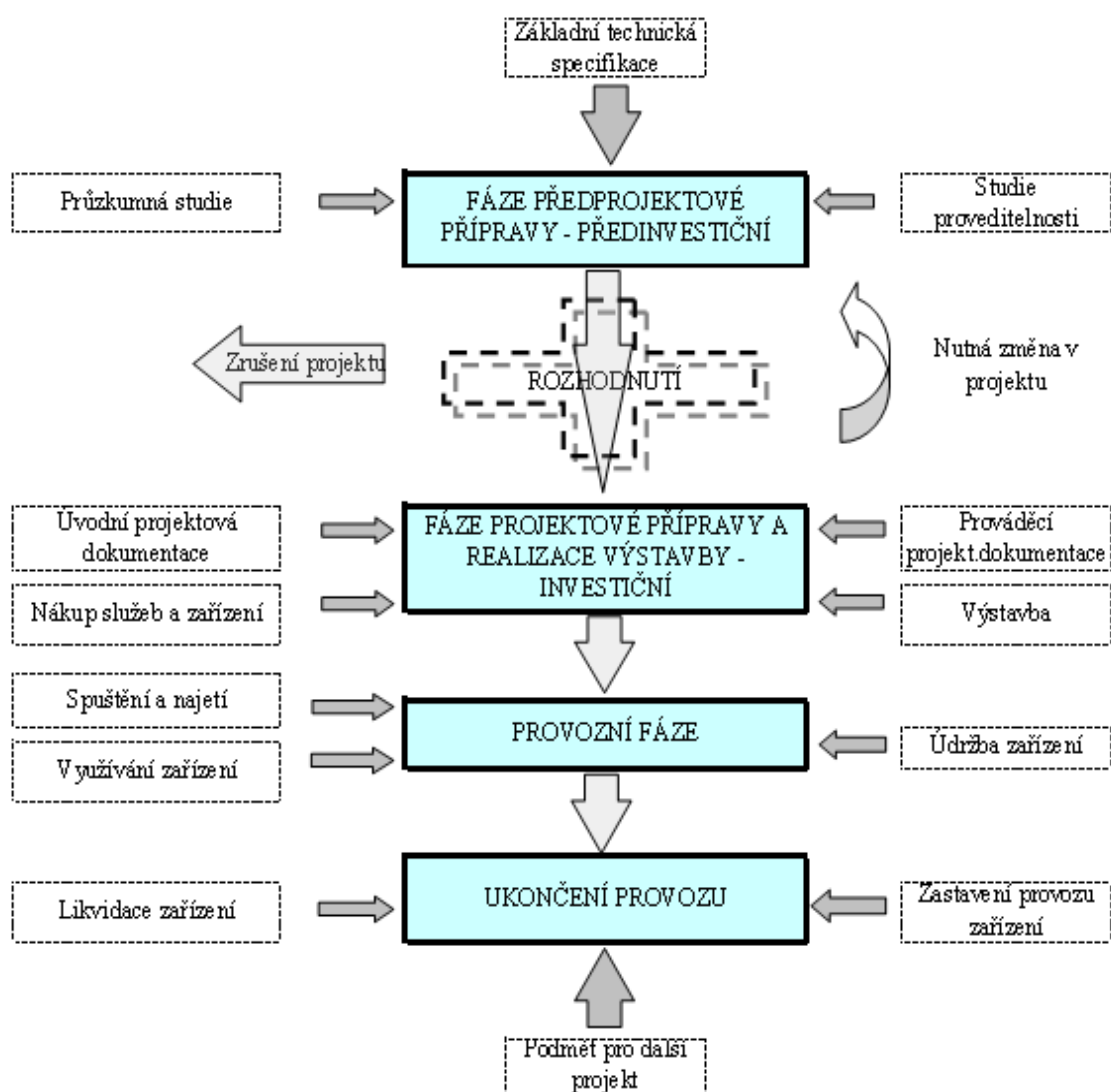 Základní technická
specifikace
Průzkumná studie
FÁZE PŘEDPROJEKTOVÉ
PŘÍPRAVY - PŘEDINVESTIČNÍ
Studie
proveditelnosti
Zrušení projektu
ROZHODNUTÍ
Nutná změna v
projektu
Úvodní projektová
dokumentace
FÁZE PROJEKTOVÉ PŘÍPRAVY A
REALIZACE VÝSTAVBY -
INVESTIČNÍ
Prováděcí
projekt.dokumentace
Nákup služeb a zařízení
Výstavba
Spuštění a najetí
PROVOZNÍ FÁZE
Využívání zařízení
Údržba zařízení
Likvidace zařízení
UKONČENÍ PROVOZU
Zastavení provozu
zařízení
Podmět pro další
projekt